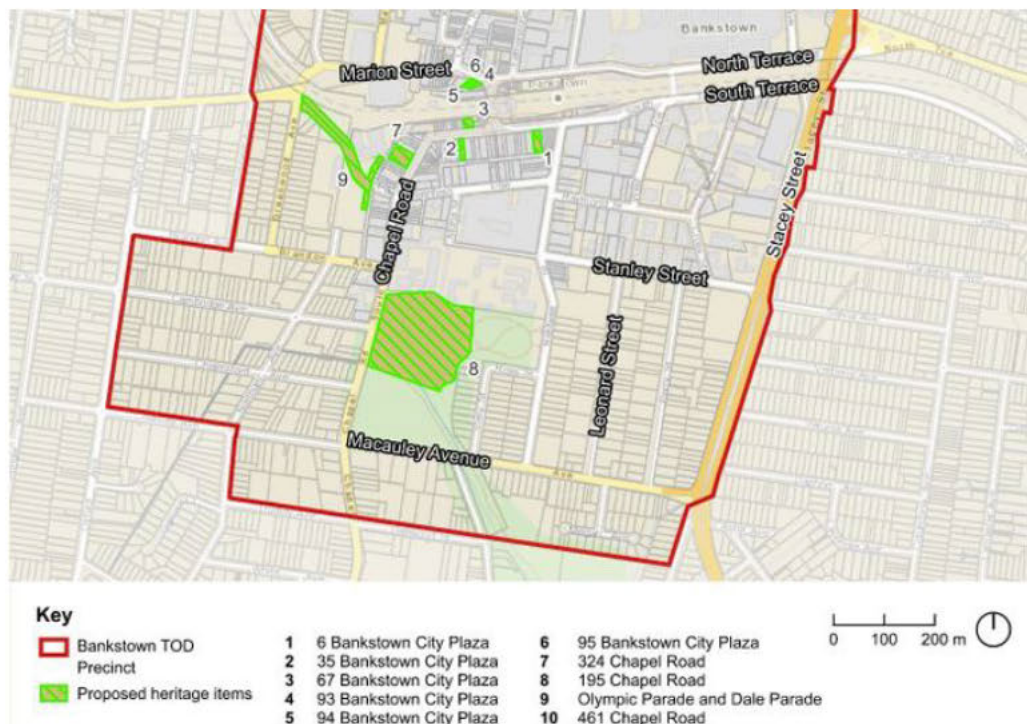 Bankstown
Marion Street
North Terrace
South Terrace
6
4
5
3
7
2
1
9
Chapel Road
Stacey Street
Stanley Street
Leonard Street
8
Macauley Avenue
Ave
Key
Bankstown TOD
Precinct
Proposed heritage items
1 6 Bankstown City Plaza
2 35 Bankstown City Plaza
3 67 Bankstown City Plaza
4 93 Bankstown City Plaza
5 94 Bankstown City Plaza
6 95 Bankstown City Plaza
7 324 Chapel Road
8 195 Chapel Road
9 Olympic Parade and Dale Parade
10 461 Chapel Road
0 100 200 m